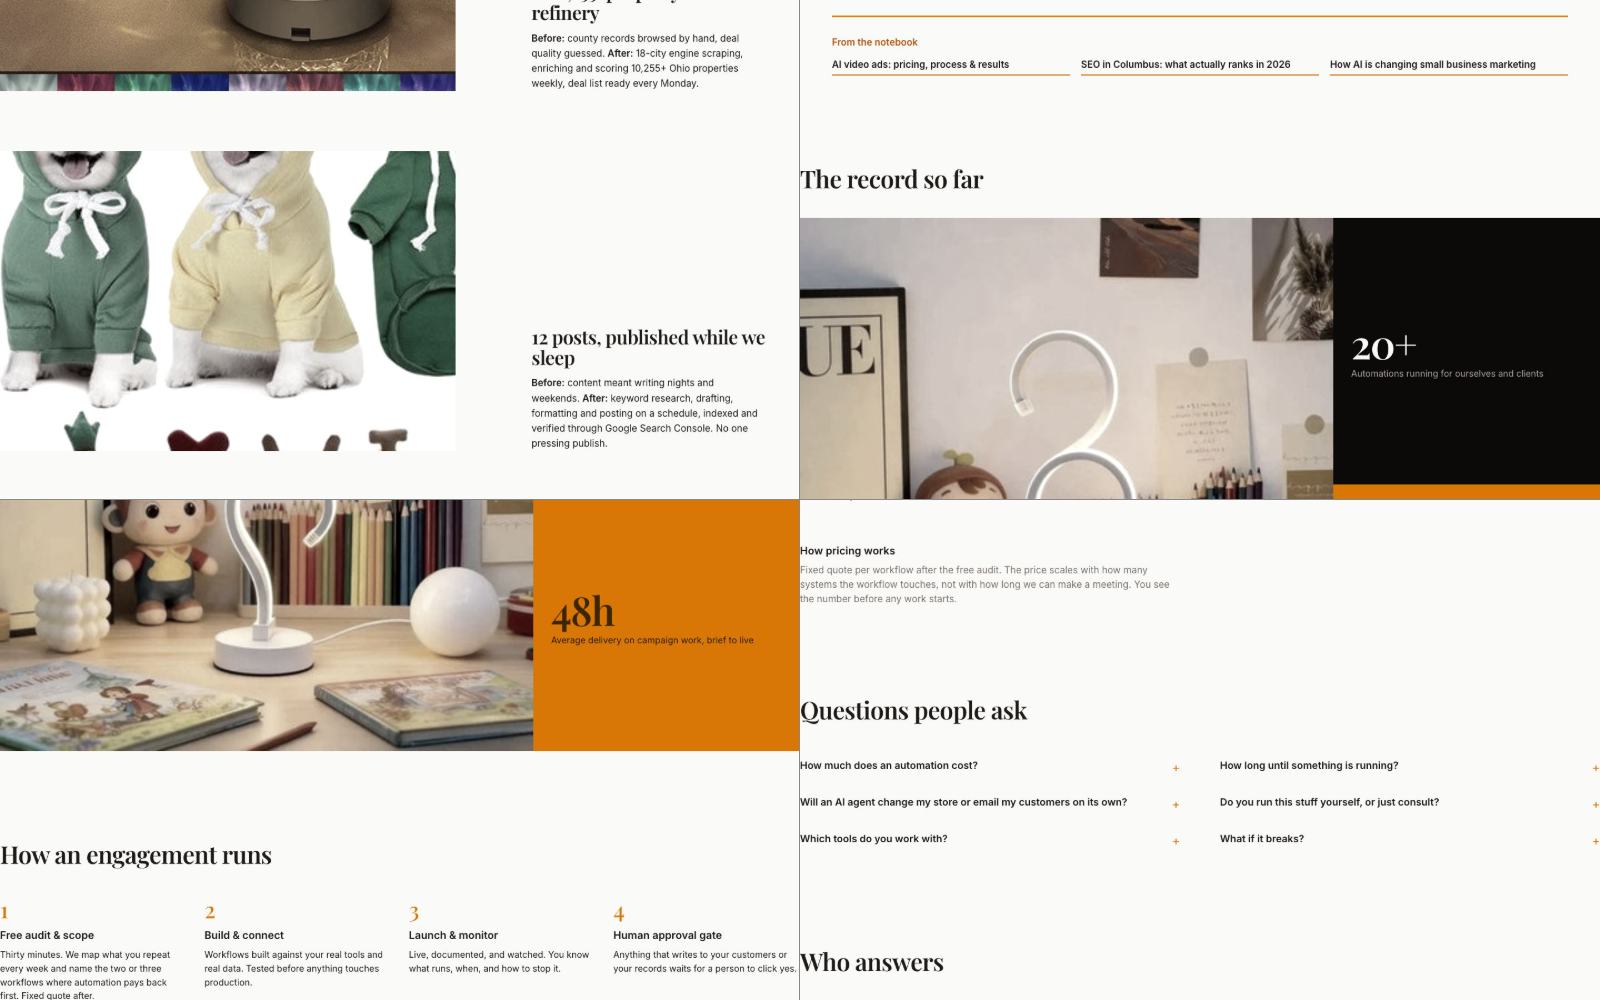 refinery
Before: county records browsed by hand, deal
quality guessed. After: 18-city engine scraping,
enriching and scoring 10,255+ Ohio properties
weekly, deal list ready every Monday.
12 posts, published while we
sleep
Before: content meant writing nights and
weekends. After: keyword research, drafting,
formatting and posting on a schedule, indexed and
verified through Google Search Console. No one
pressing publish.
From the notebook
AI video ads: pricing, process & results
SEO in Columbus: what actually ranks in 2026
How AI is changing small business marketing
The record so far
UE
20+
Automations running for ourselves and clients
48h
Average delivery on campaign work, brief to live
How an engagement runs
1
Free audit & scope
Thirty minutes. We map what you repeat
every week and name the two or three
workflows where automation pays back
first. Fixed quote after.
2
Build & connect
Workflows built against your real tools and
real data. Tested before anything touches
production.
3
Launch & monitor
Live, documented, and watched. You know
what runs, when, and how to stop it.
4
Human approval gate
Anything that writes to your customers or
your records waits for a person to click yes.
How pricing works
Fixed quote per workflow after the free audit. The price scales with how many
systems the workflow touches, not with how long we can make a meeting. You see
the number before any work starts.
Questions people ask
How much does an automation cost? +
How long until something is running? +
Will an AI agent change my store or email my customers on its own? +
Do you run this stuff yourself, or just consult? +
Which tools do you work with? +
What if it breaks? +
Who answers